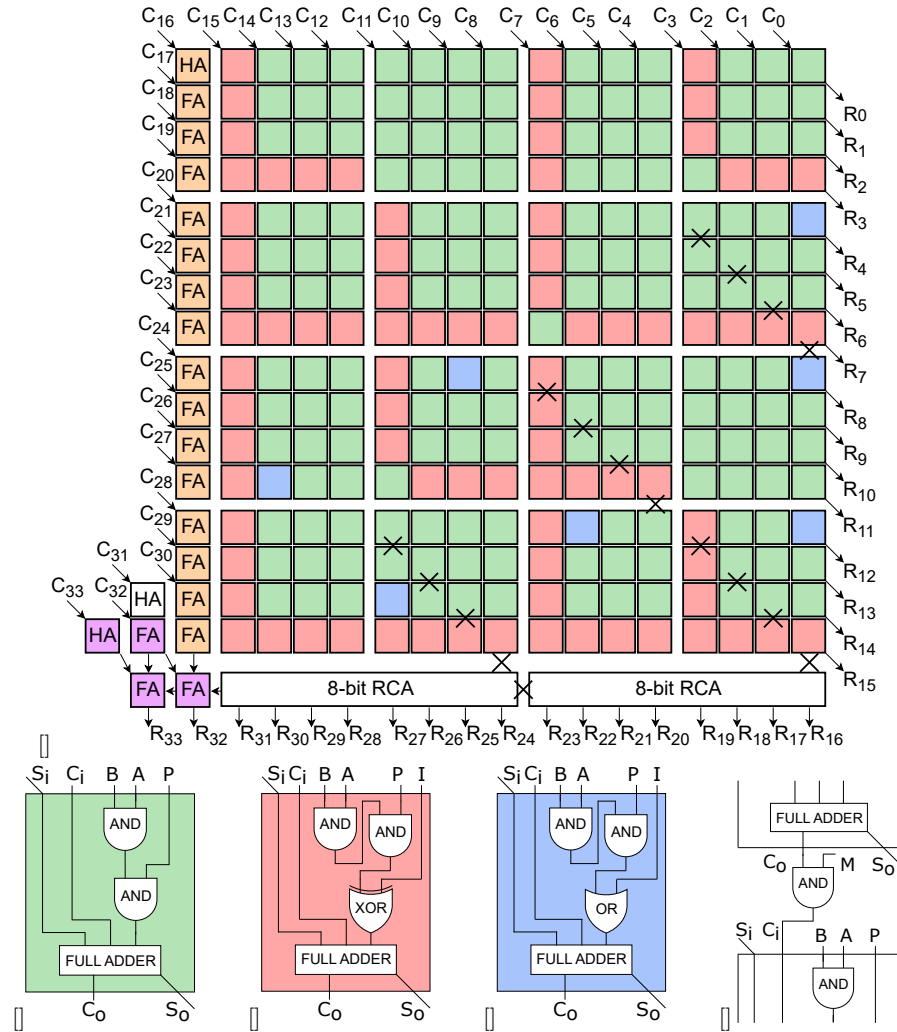 C16 C15 C14 C13 C12 C11 C10 C9 C8 C7 C6 C5 C4 C3 C2 C1 C0
C17 HA
R0
C18 FA
R1
C19 FA
R2
C20 FA
R3
C21 FA
R4
C22 FA
R5
C23 FA
R6
C24 FA
R7
C25 FA
R8
C26 FA
R9
C27 FA
R10
C28 FA
R11
C29 FA
R12
C31 C30 FA
R13
C33 C32 HA FA
R14
HA FA FA
R15
FA FA 8-bit RCA 8-bit RCA
R33 R32 R31 R30 R29 R28 R27 R26 R25 R24 R23 R22 R21 R20 R19 R18 R17 R16
[]
Si Ci B A P
AND
AND
FULL ADDER
Co So
[]
Si Ci B A P I
AND AND
XOR
FULL ADDER
Co So
[]
Si Ci B A P I
AND AND
OR
FULL ADDER
Co So
[]
FULL ADDER
Co M So
AND
Si Ci B A P
AND
[]